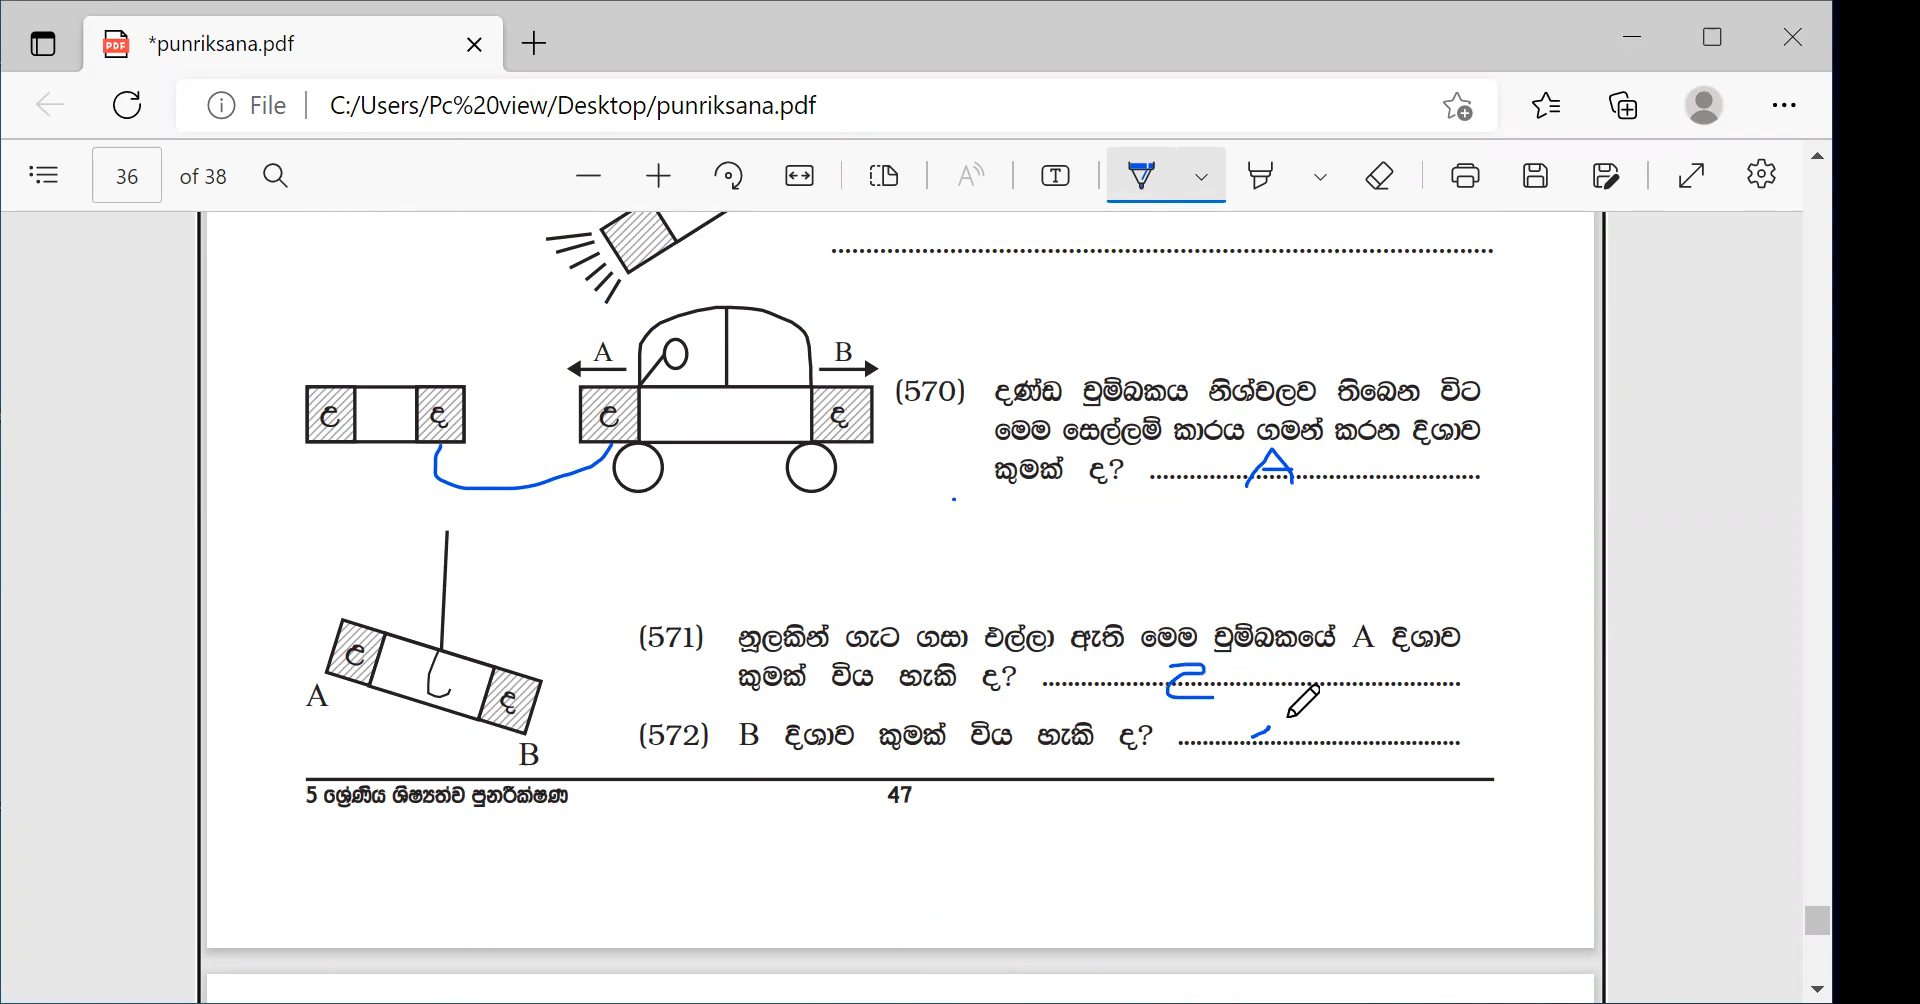 *punriksana.pdf
File
C:/Users/Pc%20view/Desktop/punriksana.pdf
36 of 38
A
B
උ
ද
උ
ද
(570) දණ්ඩ චුම්බකය නිශ්චලව තිබෙන විට
මෙම සෙල්ලම් කාරය ගමන් කරන දිශාව
කුමක් ද? A
(571) නූලකින් ගැට ගසා එල්ලා ඇති මෙම චුම්බකයේ A දිශාව
කුමක් විය හැකි ද?
උ
ද
A
B
(572) B දිශාව කුමක් විය හැකි ද?
5 ශ්‍රේණිය ශිෂ්‍යත්ව පුනරීක්ෂණ
47